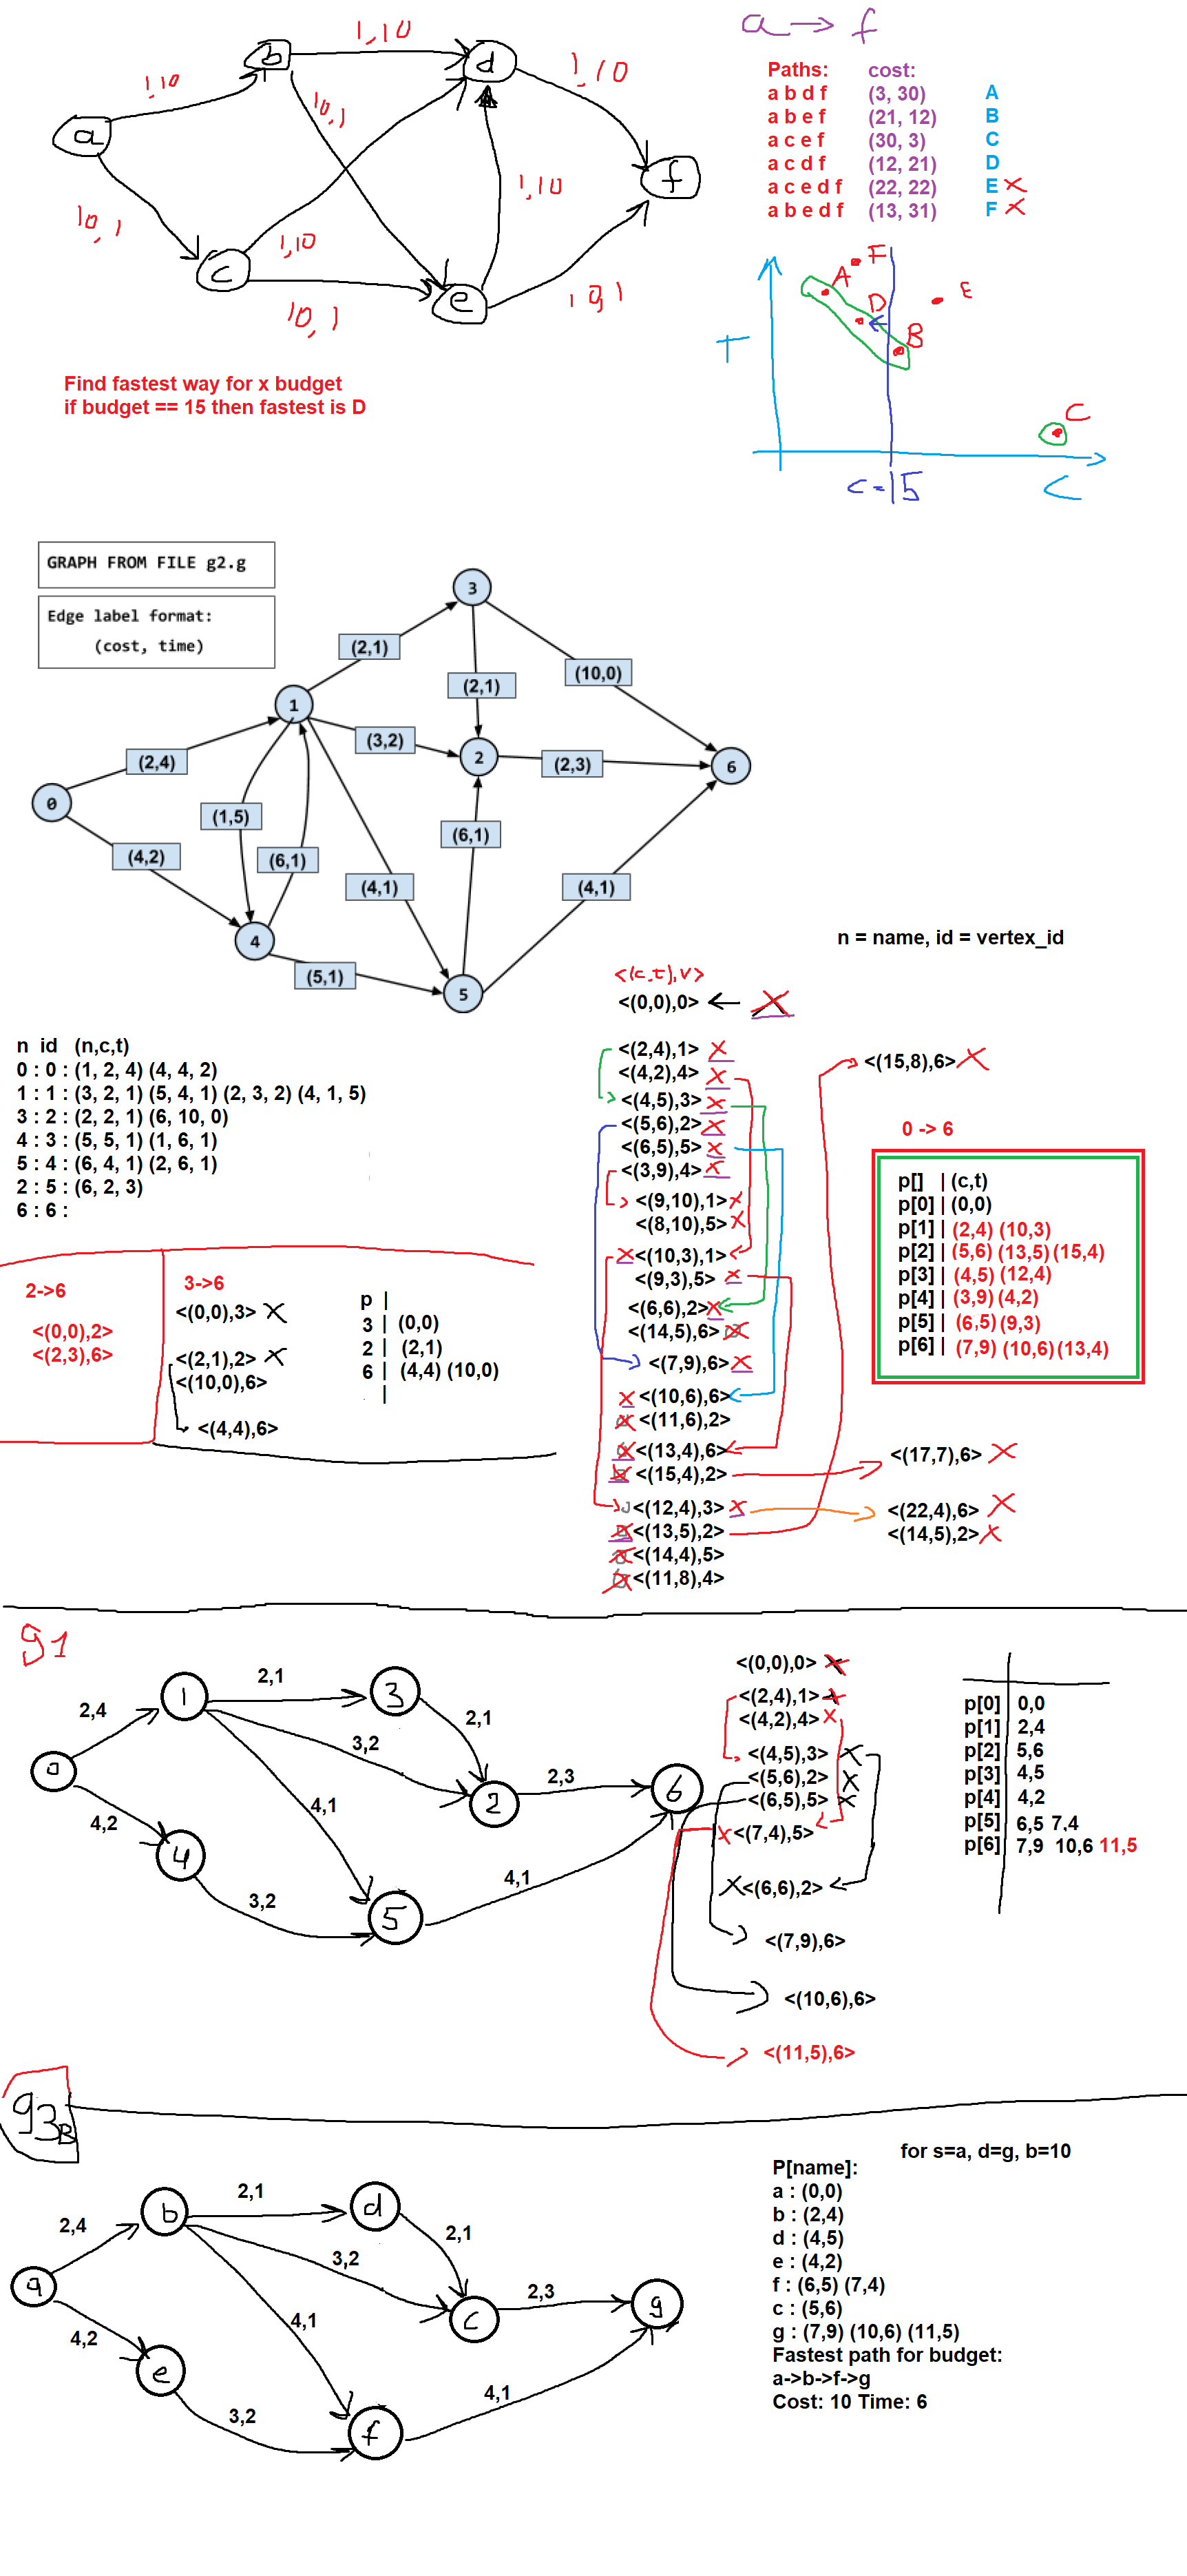 a → f
1,10
b
d
1,10
1,10
10,1
a
f
1,10
10,1
c
1,10
e
10,1
10,1
Paths: cost:
a b d f (3, 30) A
a b e f (21, 12) B
a c e f (30, 3) C
a c d f (12, 21) D
a c e d f (22, 22) E X
a b e d f (13, 31) F X
F
A
E
D
T
B
C
c=15
C
Find fastest way for x budget
if budget == 15 then fastest is D
GRAPH FROM FILE g2.g
Edge label format:
(cost, time)
3
(2,1)
(10,0)
(2,1)
1
(3,2)
2
(2,3)
6
(2,4)
0
(1,5)
(6,1)
(6,1)
(4,2)
(4,1)
(4,1)
4
(5,1)
5
n = name, id = vertex_id
<(c,t),v>
<(0,0),0>
<(2,4),1>
<(4,2),4>
<(4,5),3>
<(5,6),2>
<(6,5),5>
<(3,9),4>
<(9,10),1>
<(8,10),5>
<(10,3),1>
<(9,3),5>
<(6,6),2>
<(14,5),6>
<(7,9),6>
<(10,6),6>
<(11,6),2>
<(13,4),6>
<(15,4),2>
<(12,4),3>
<(13,5),2>
<(14,4),5>
<(11,8),4>
<(15,8),6>
<(17,7),6>
<(22,4),6>
<(14,5),2>
0 -> 6
p[] | (c,t)
p[0] | (0,0)
p[1] | (2,4) (10,3)
p[2] | (5,6) (13,5) (15,4)
p[3] | (4,5) (12,4)
p[4] | (3,9) (4,2)
p[5] | (6,5) (9,3)
p[6] | (7,9) (10,6) (13,4)
n id (n,c,t)
0 : 0 : (1, 2, 4) (4, 4, 2)
1 : 1 : (3, 2, 1) (5, 4, 1) (2, 3, 2) (4, 1, 5)
3 : 2 : (2, 2, 1) (6, 10, 0)
4 : 3 : (5, 5, 1) (1, 6, 1)
5 : 4 : (6, 4, 1) (2, 6, 1)
2 : 5 : (6, 2, 3)
6 : 6 :
2->6
<(0,0),2>
<(2,3),6>
3->6
<(0,0),3>
<(2,1),2>
<(10,0),6>
<(4,4),6>
p |
3 | (0,0)
2 | (2,1)
6 | (4,4) (10,0)
|
g1
2,1
1
3
2,4
2,1
3,2
0
2,3
6
4,1
2
4,2
4
3,2
4,1
5
<(0,0),0>
<(2,4),1>
<(4,2),4>
<(4,5),3>
<(5,6),2>
<(6,5),5>
<(7,4),5>
<(6,6),2>
<(7,9),6>
<(10,6),6>
<(11,5),6>
p[0] 0,0
p[1] 2,4
p[2] 5,6
p[3] 4,5
p[4] 4,2
p[5] 6,5 7,4
p[6] 7,9 10,6 11,5
g3B
2,1
b
d
2,4
2,1
3,2
a
2,3
g
4,1
c
4,2
e
3,2
4,1
f
for s=a, d=g, b=10
P[name]:
a : (0,0)
b : (2,4)
d : (4,5)
e : (4,2)
f : (6,5) (7,4)
c : (5,6)
g : (7,9) (10,6) (11,5)
Fastest path for budget:
a->b->f->g
Cost: 10 Time: 6